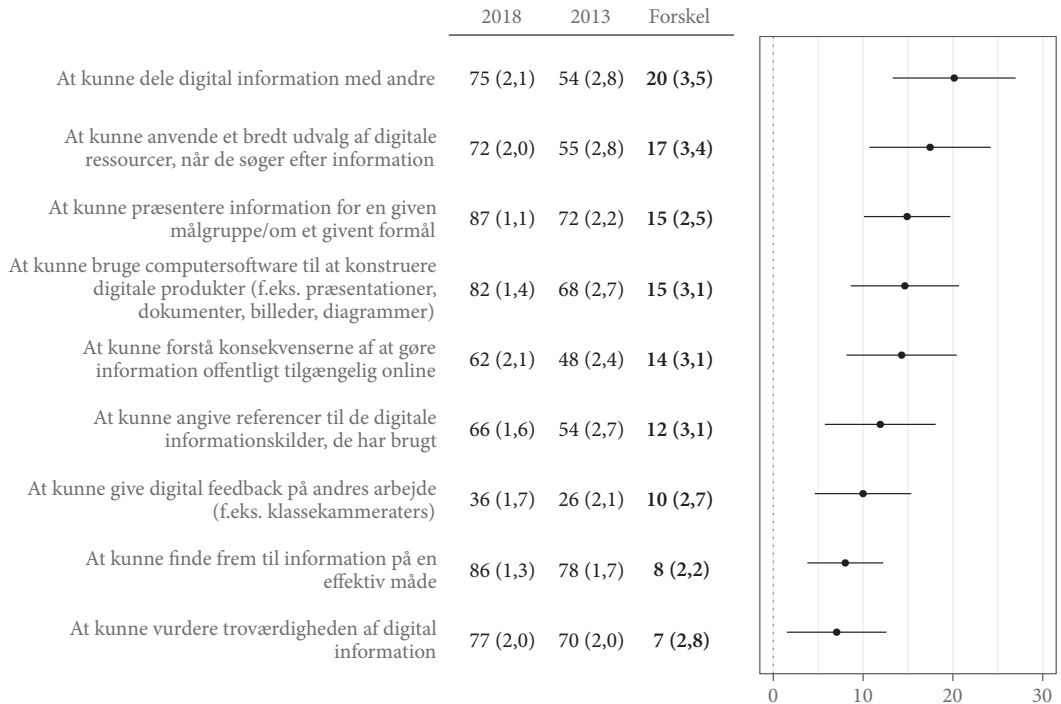 2018 2013 Forskel
At kunne dele digital information med andre 75 (2,1) 54 (2,8) 20 (3,5)
At kunne anvende et bredt udvalg af digitale
ressourcer, når de søger efter information 72 (2,0) 55 (2,8) 17 (3,4)
At kunne præsentere information for en given
målgruppe/om et givent formål 87 (1,1) 72 (2,2) 15 (2,5)
At kunne bruge computersoftware til at konstruere
digitale produkter (f.eks. præsentationer, 82 (1,4) 68 (2,7) 15 (3,1)
dokumenter, billeder, diagrammer)
At kunne forstå konsekvenserne af at gøre
information offentligt tilgængelig online 62 (2,1) 48 (2,4) 14 (3,1)
At kunne angive referencer til de digitale
informationskilder, de har brugt 66 (1,6) 54 (2,7) 12 (3,1)
At kunne give digital feedback på andres arbejde
(f.eks. klassekammeraters) 36 (1,7) 26 (2,1) 10 (2,7)
At kunne finde frem til information på en
effektiv måde 86 (1,3) 78 (1,7) 8 (2,2)
At kunne vurdere troværdigheden af digital
information 77 (2,0) 70 (2,0) 7 (2,8)
0 10 20 30